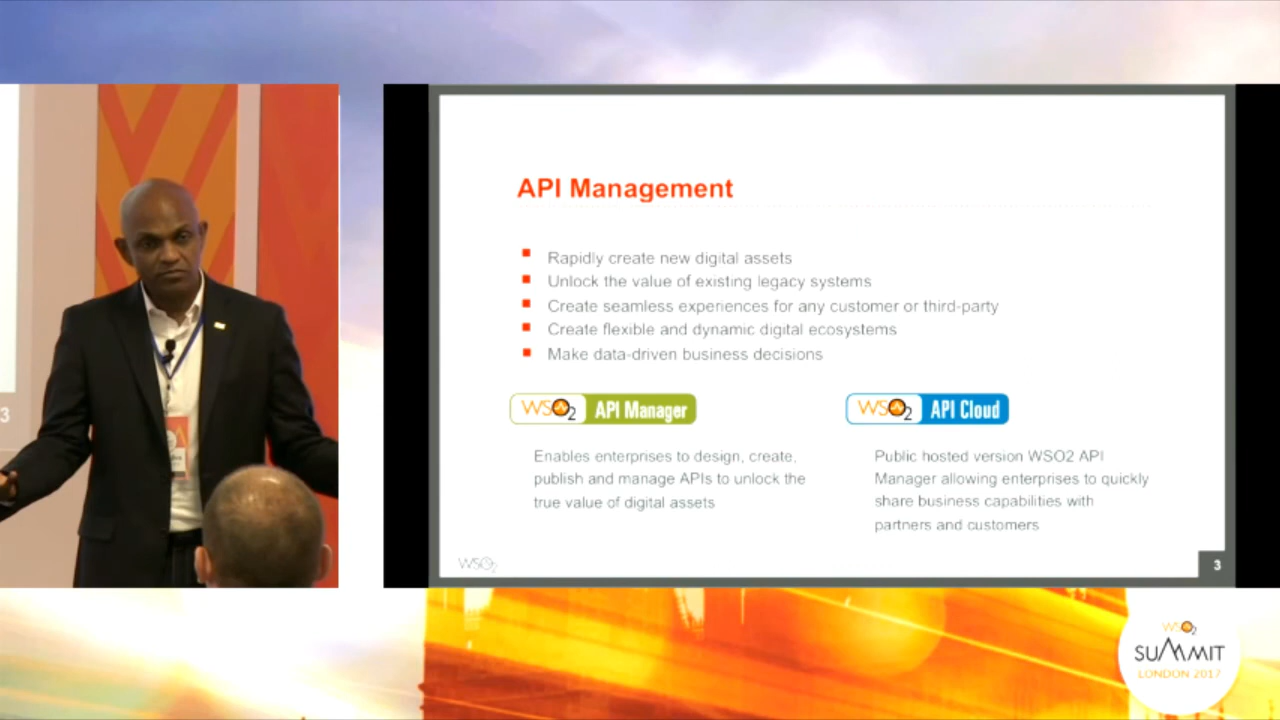 API Management
Rapidly create new digital assets
Unlock the value of existing legacy systems
Create seamless experiences for any customer or third-party
Create flexible and dynamic digital ecosystems
Make data-driven business decisions
WSO2 API Manager
WSO2 API Cloud
Enables enterprises to design, create,
publish and manage APIs to unlock the
true value of digital assets
Public hosted version WSO2 API
Manager allowing enterprises to quickly
share business capabilities with
partners and customers
WSO2
3
3
WSO2
SUMMIT
LONDON 2017